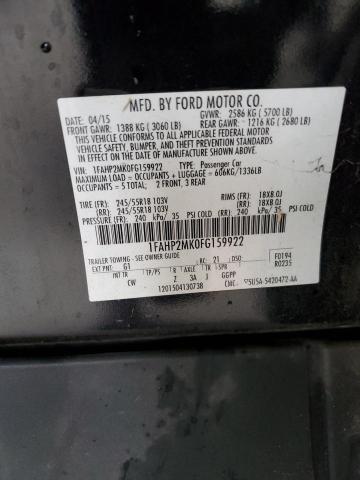 MFD. BY FORD MOTOR CO.
DATE: 04/15 GVWR: 2586 KG ( 5700 LB)
FRONT GAWR: 1388 KG ( 3060 LB) REAR GAWR: 1216 KG ( 2680 LB)
THIS VEHICLE CONFORMS TO ALL APPLICABLE FEDERAL MOTOR
VEHICLE SAFETY, BUMPER, AND THEFT PREVENTION STANDARDS IN
EFFECT ON THE DATE OF MANUFACTURE SHOWN ABOVE.
VIN: 1FAHP2MK0FG159922 TYPE: Passenger Car
MAXIMUM LOAD = OCCUPANTS + LUGGAGE = 606KG/1336LB
OCCUPANTS = 5 TOTAL; 2 FRONT, 3 REAR
TIRE (FR): 245/55R18 103V RIMS (FR): 18X8.0J
(RR): 245/55R18 103V (RR): 18X8.0J
PRESSURE (FR): 240 kPa/ 35 PSI COLD (RR): 240 kPa/ 35 PSI COLD
1FAHP2MK0FG159922
TRAILER TOWING - SEE OWNER GUIDE RC: 21 DSO: F0194
EXT PNT: G1 R0235
INT TR TP/PS R AXLE TR SPR
CW Z 3A J GGPP
1201504130738 5420472-AA